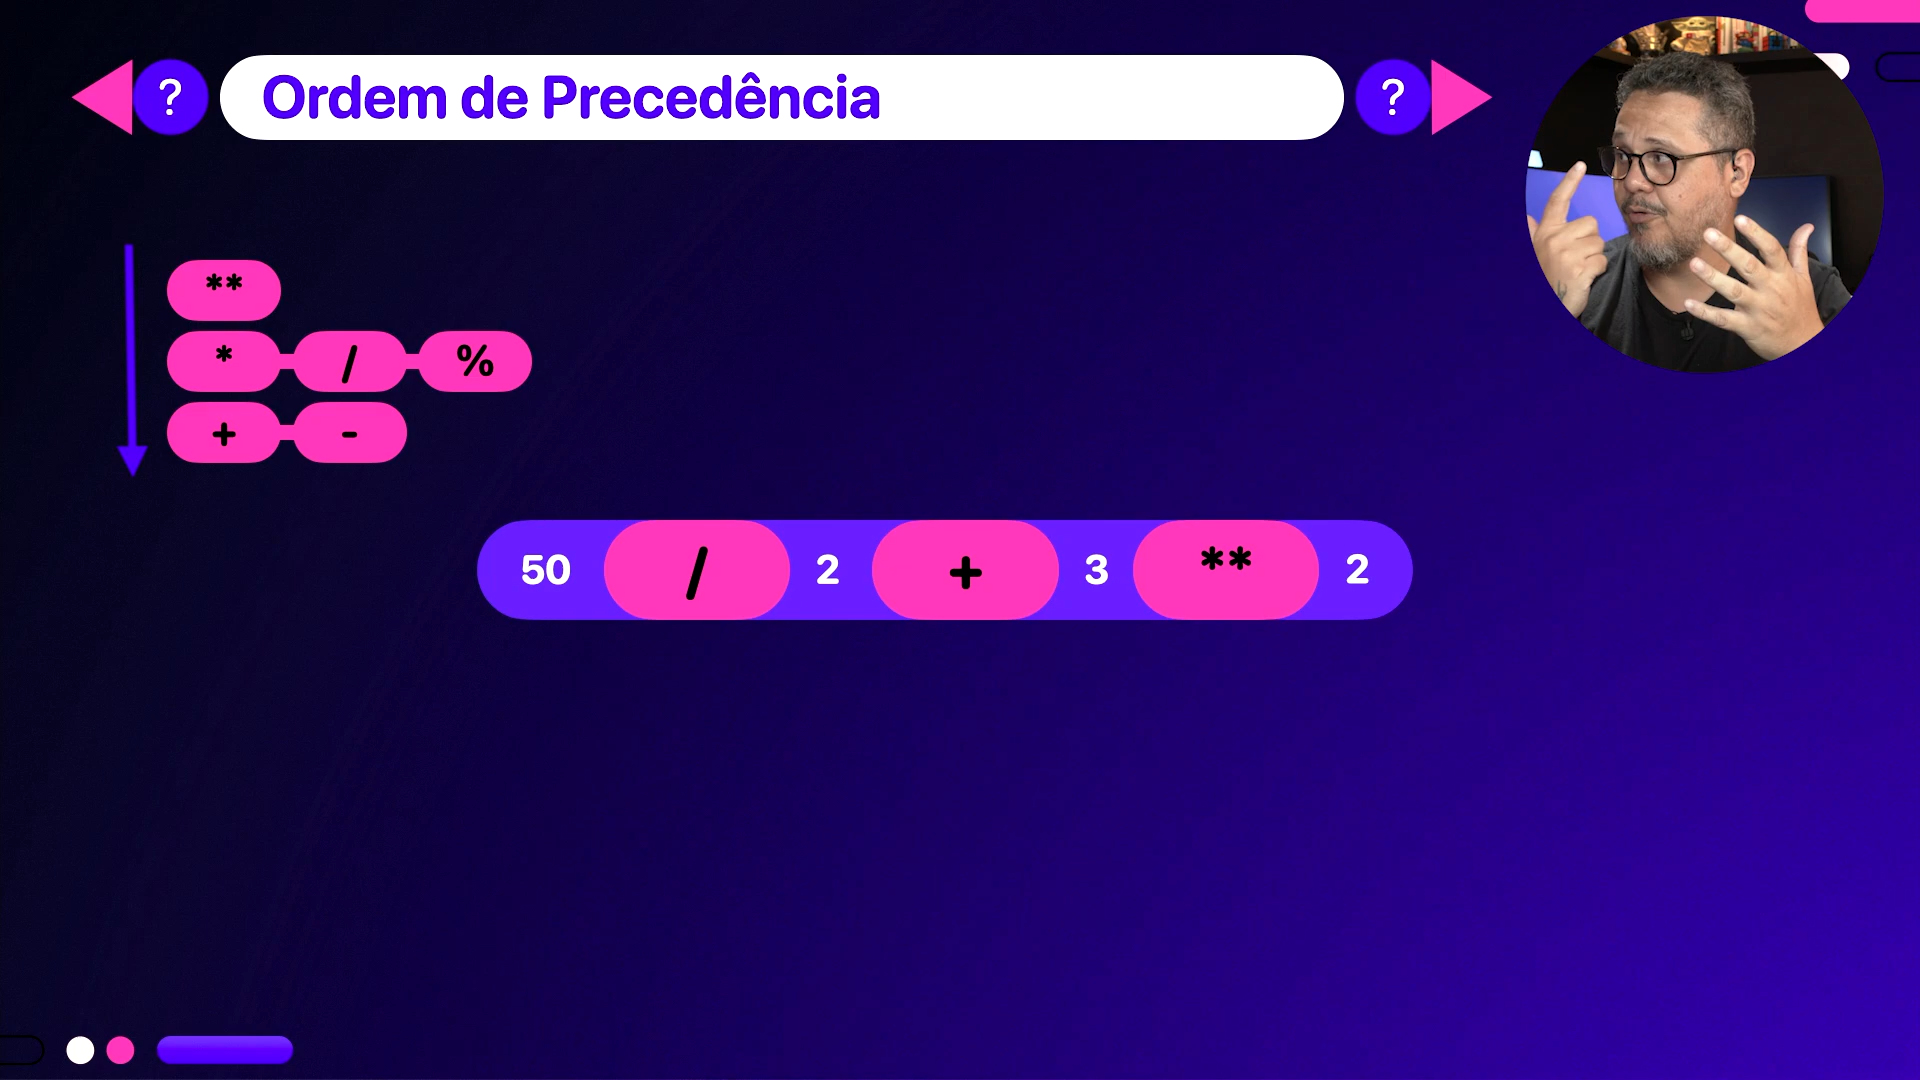 ? Ordem de Precedência ?
**
* / %
+ -
50 / 2 + 3 ** 2